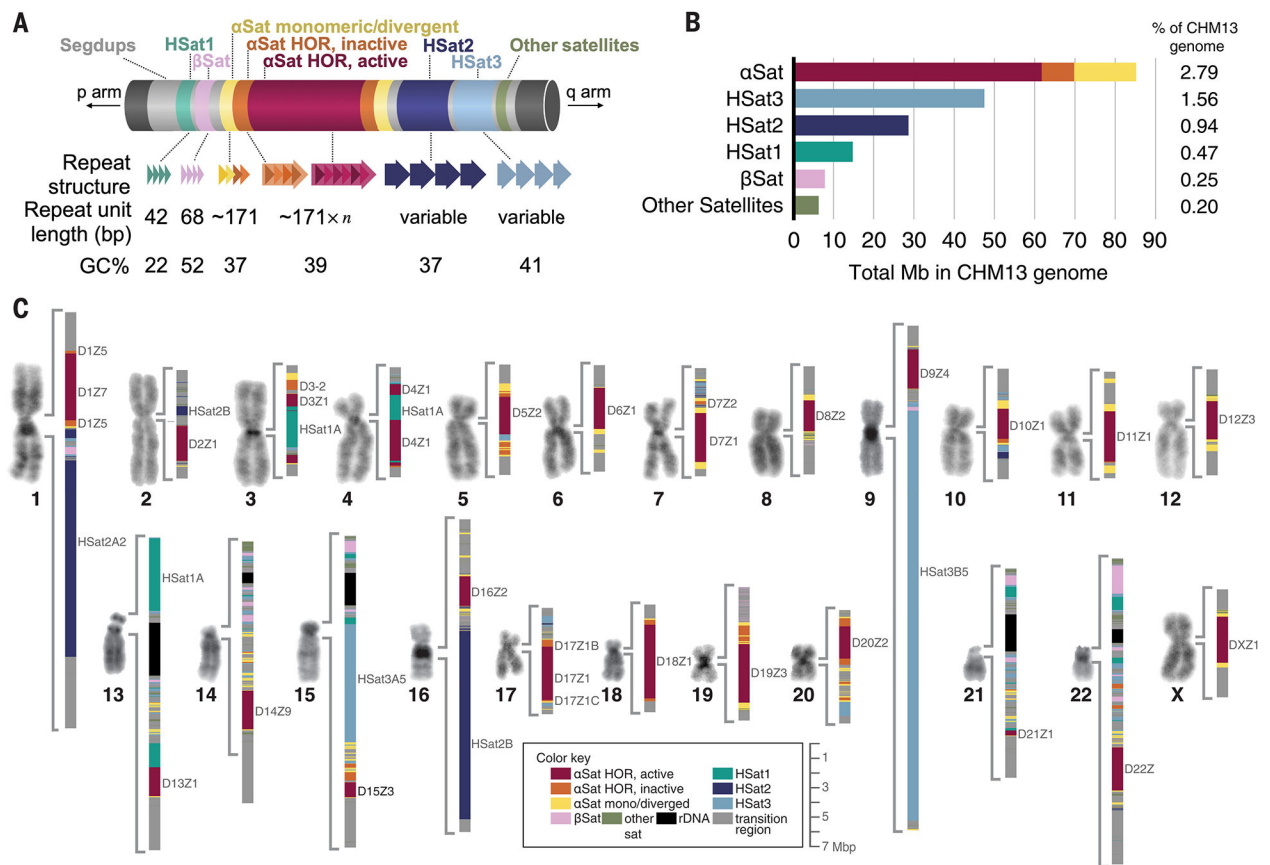 A
αSat monomeric/divergent
Segdups
HSat1
αSat HOR, inactive
HSat2
Other satellites
βSat
αSat HOR, active
HSat3
p arm
q arm
Repeat structure
Repeat unit length (bp)
42 68 ~171 ~171×n variable variable
GC% 22 52 37 39 37 41
B
% of CHM13 genome
αSat 2.79
HSat3 1.56
HSat2 0.94
HSat1 0.47
βSat 0.25
Other Satellites 0.20
0 10 20 30 40 50 60 70 80 90
Total Mb in CHM13 genome
C
D1Z5
D1Z7
D1Z5
HSat2A2
1
HSat2B
D2Z1
2
D3-2
D3Z1
HSat1A
3
D4Z1
HSat1A
D4Z1
4
D5Z2
5
D6Z1
6
D7Z2
D7Z1
7
D8Z2
8
D9Z4
HSat3B5
9
D10Z1
10
D11Z1
11
D12Z3
12
HSat1A
D13Z1
13
D14Z9
14
HSat3A5
D15Z3
15
D16Z2
HSat2B
16
D17Z1B
D17Z1
D17Z1C
17
D18Z1
18
D19Z3
19
D20Z2
20
D21Z1
21
D22Z
22
DXZ1
X
Color key
αSat HOR, active
HSat1
αSat HOR, inactive
HSat2
αSat mono/diverged
HSat3
βSat
other sat
rDNA
transition region
1
3
5
7 Mbp